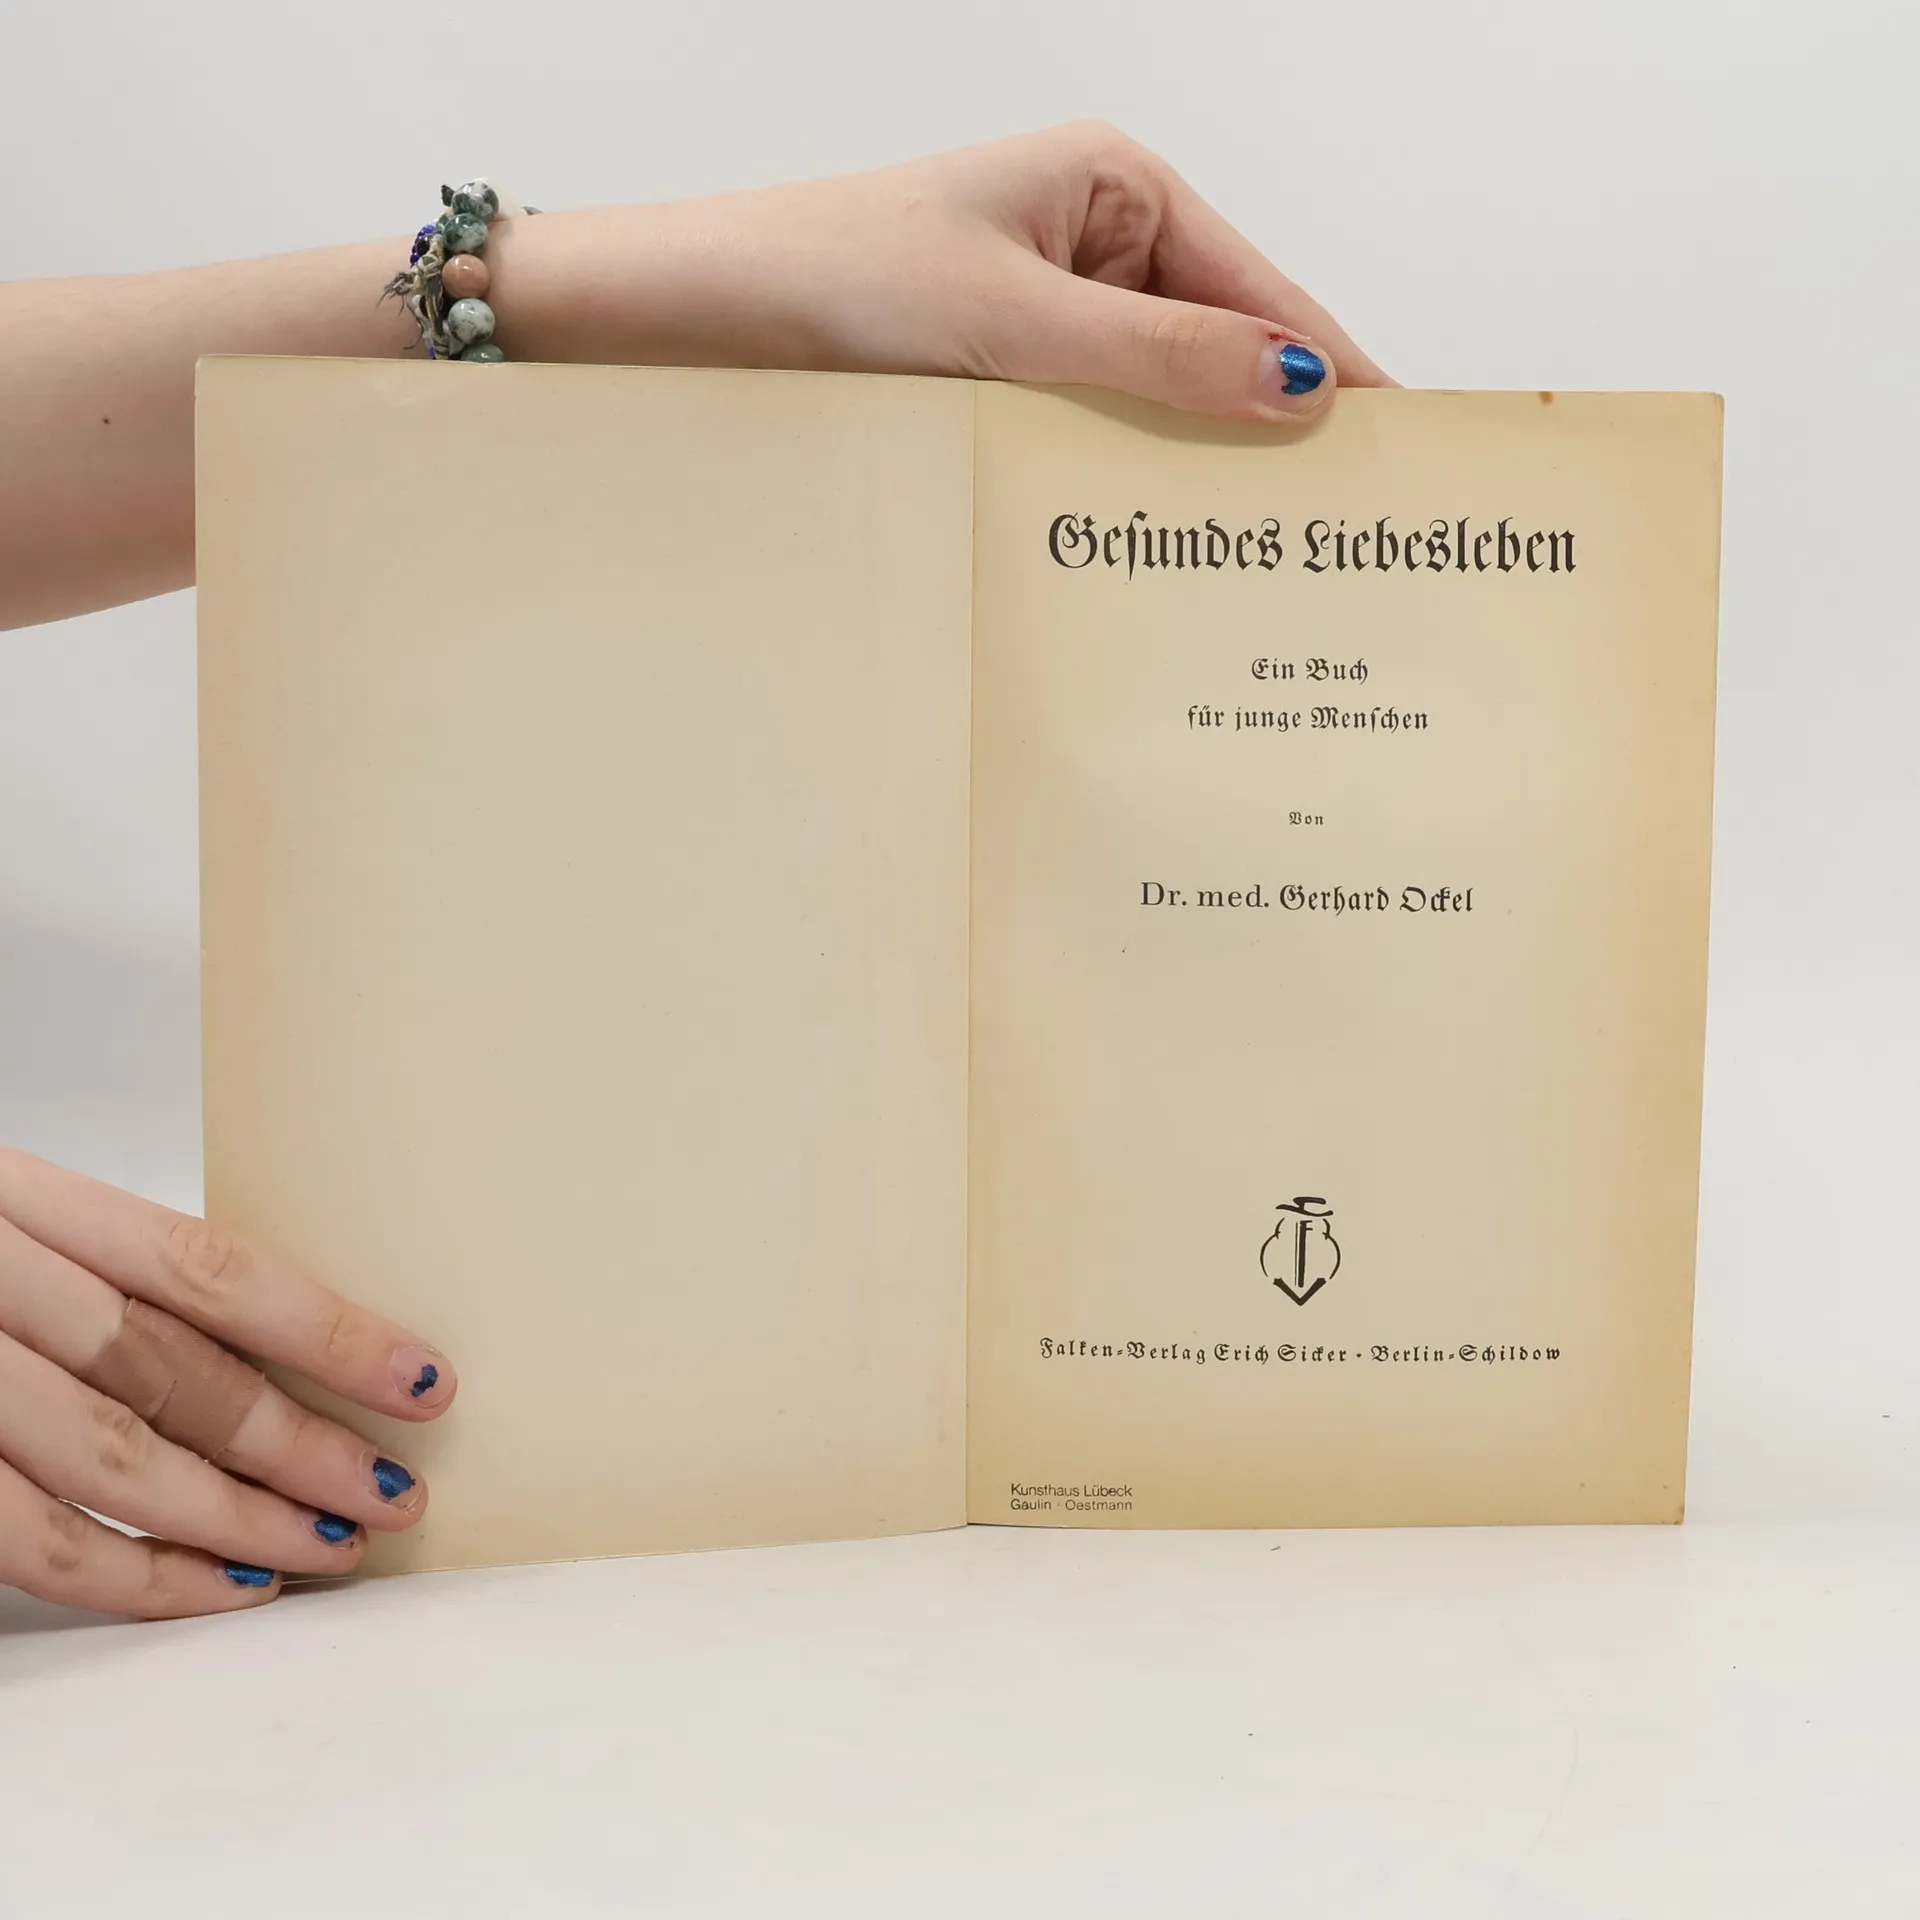 Gesundes Liebesleben
Ein Buch
für junge Menschen
Von
Dr. med. Gerhard Ockel
F
Falken-Verlag Erich Sicker · Berlin-Schildow
Kunsthaus Lübeck
Gaulin · Oestmann